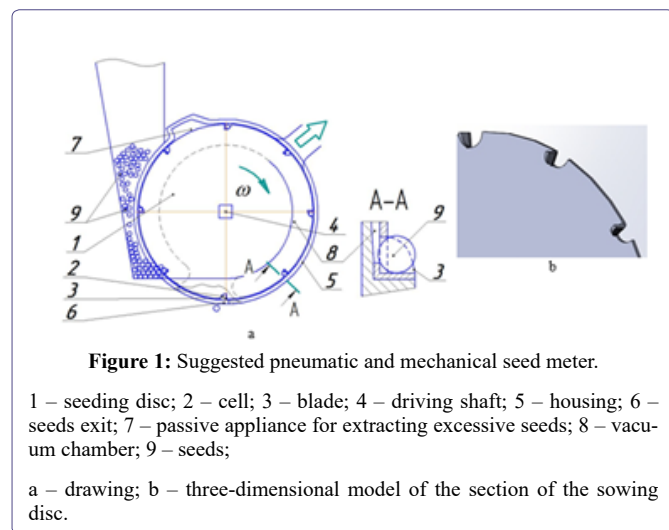 7
9
1
2
3
6
ω
4
8
5
A
A
a
A–A
9
3
b
Figure 1: Suggested pneumatic and mechanical seed meter.
1 – seeding disc; 2 – cell; 3 – blade; 4 – driving shaft; 5 – housing; 6 –
seeds exit; 7 – passive appliance for extracting excessive seeds; 8 – vacu-
um chamber; 9 – seeds;
a – drawing; b – three-dimensional model of the section of the sowing
disc.